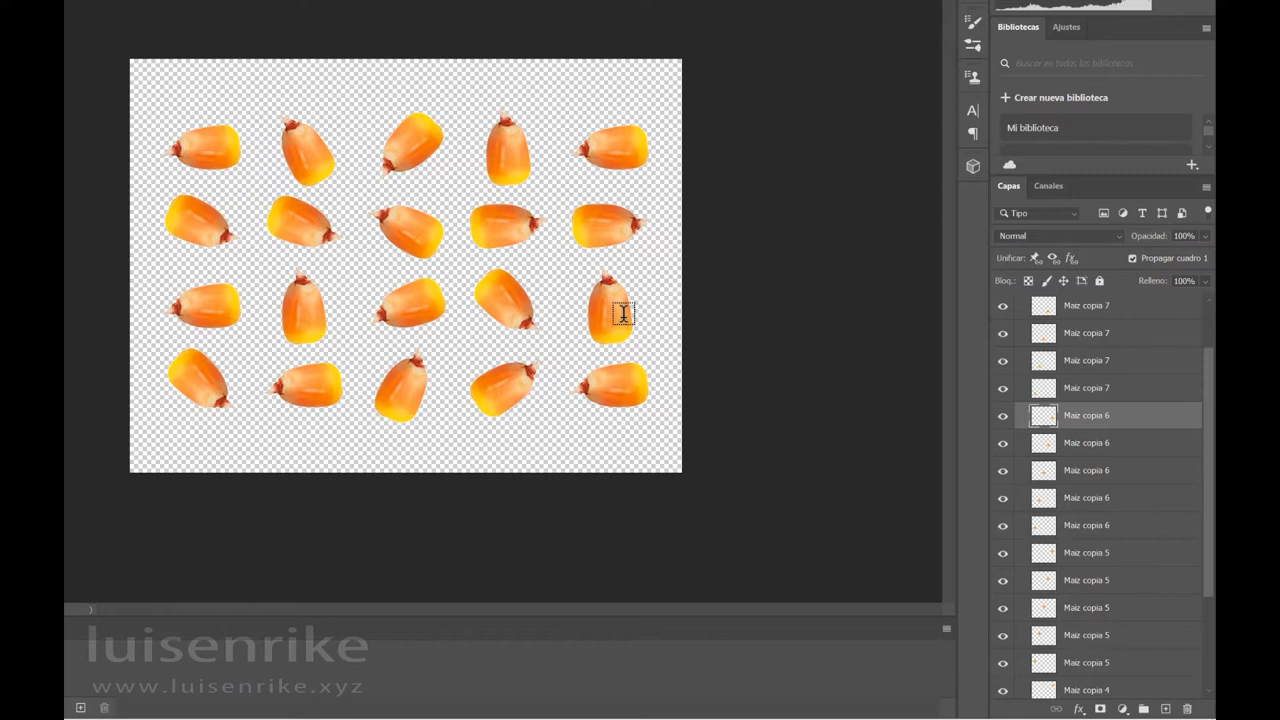 Bibliotecas Ajustes
Buscar en todas las bibliotecas
Crear nueva biblioteca
Mi biblioteca
Capas Canales
Tipo
Normal Opacidad: 100%
Unificar: Propagar cuadro 1
Bloq.: Relleno: 100%
Maiz copia 7
Maiz copia 7
Maiz copia 7
Maiz copia 7
Maiz copia 6
Maiz copia 6
Maiz copia 6
Maiz copia 6
Maiz copia 6
Maiz copia 5
Maiz copia 5
Maiz copia 5
Maiz copia 5
Maiz copia 5
Maiz copia 4
luisenrike
www.luisenrike.xyz